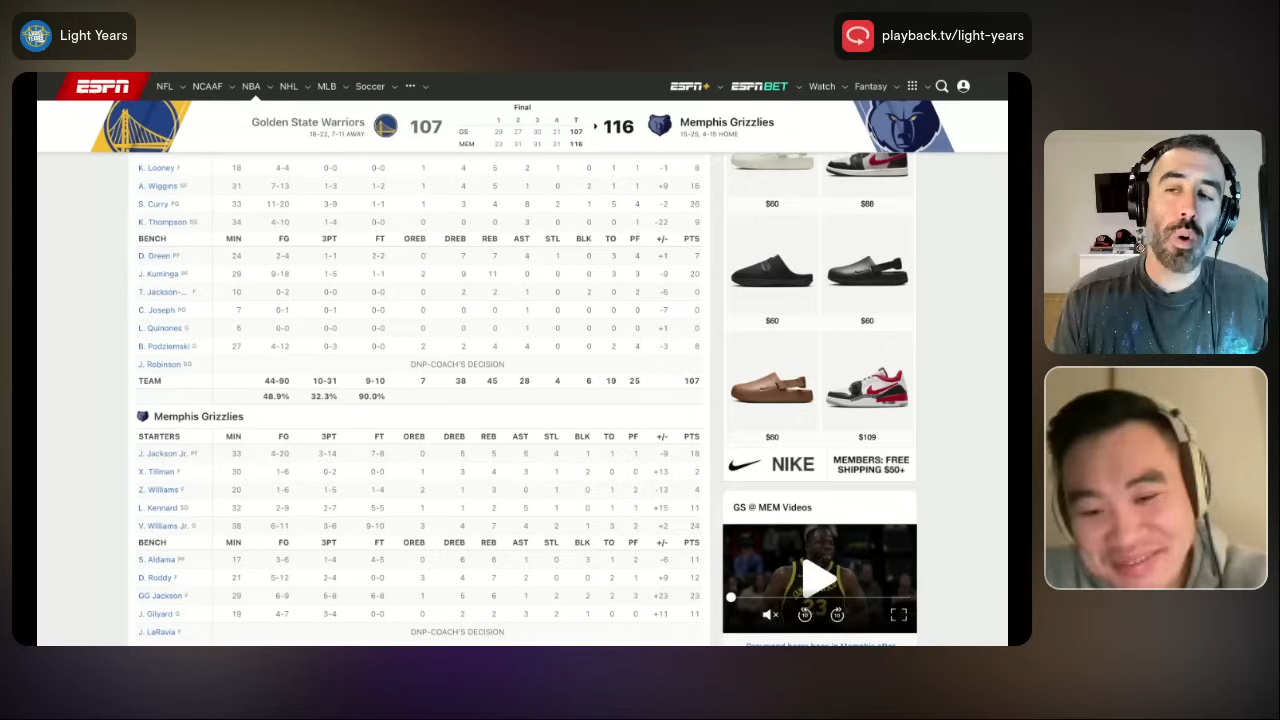 Light Years
playback.tv/light-years
ESPN NFL NCAAF NBA NHL MLB Soccer ••• ESPN+ ESPN BET Watch Fantasy
Final
Golden State Warriors 107 1 2 3 4 T 116 Memphis Grizzlies
18-22, 7-11 AWAY GS 29 27 30 21 107 15-25, 4-15 HOME
MEM 23 31 31 31 116
K. Looney F 18 4-4 0-0 0-0 1 4 5 2 1 1 1 1 -1 8
A. Wiggins SF 31 7-13 1-3 1-2 1 4 5 1 0 2 1 1 +9 16
S. Curry PG 33 11-20 3-9 1-1 1 3 4 8 2 1 5 4 -2 26
K. Thompson SG 34 4-10 1-4 0-0 0 0 0 3 0 0 0 1 -22 9
BENCH MIN FG 3PT FT OREB DREB REB AST STL BLK TO PF +/- PTS
D. Green PF 24 2-4 1-1 2-2 0 7 7 4 1 0 3 4 +1 7
J. Kuminga PF 29 9-18 1-5 1-1 2 9 11 0 0 0 3 3 -9 20
T. Jackson-... F 10 0-2 0-0 0-0 0 2 2 1 0 2 0 2 -6 0
C. Joseph PG 7 0-1 0-1 0-0 0 0 0 1 0 0 0 0 -7 0
L. Quinones G 5 0-0 0-0 0-0 0 0 0 1 0 0 0 0 +1 0
B. Podziemski G 27 4-12 0-3 0-0 2 2 4 4 0 0 2 4 -3 8
J. Robinson SG DNP-COACH'S DECISION
TEAM 44-90 10-31 9-10 7 38 45 28 4 6 19 25 107
48.9% 32.3% 90.0%
Memphis Grizzlies
STARTERS MIN FG 3PT FT OREB DREB REB AST STL BLK TO PF +/- PTS
J. Jackson Jr. PF 33 4-20 3-14 7-8 0 5 5 5 4 1 1 1 -9 18
X. Tillman F 30 1-6 0-2 0-0 1 3 4 3 1 2 0 0 +13 2
Z. Williams F 20 1-6 1-5 1-4 2 1 3 0 1 0 1 2 -13 4
L. Kennard SG 32 2-9 2-7 5-5 1 1 2 5 1 0 1 1 +15 11
V. Williams Jr. G 38 6-11 3-6 9-10 3 4 7 4 2 1 3 2 +2 24
BENCH MIN FG 3PT FT OREB DREB REB AST STL BLK TO PF +/- PTS
S. Aldama PF 17 3-6 1-4 4-5 0 6 6 1 0 3 1 2 -6 11
D. Roddy F 21 5-12 2-4 0-0 3 4 7 2 0 0 2 1 +9 12
GG Jackson F 29 6-9 5-8 6-8 1 5 6 1 2 2 2 3 +23 23
J. Gilyard G 19 4-7 3-4 0-0 0 2 2 3 2 1 0 0 +11 11
J. LaRavia F DNP-COACH'S DECISION
$60 $88
$60 $60
$60 $109
NIKE MEMBERS: FREE
SHIPPING $50+
GS @ MEM Videos
23
10 10